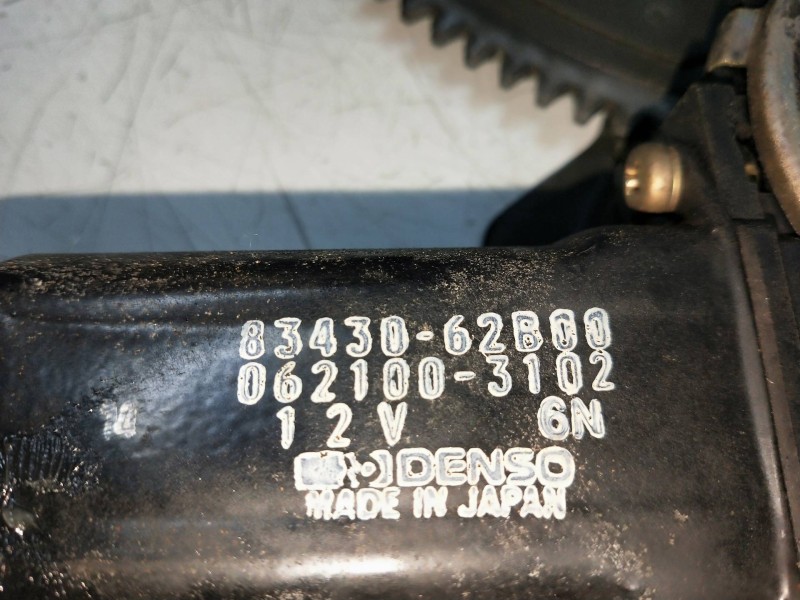 83430-62B00
062100-3102
12V 6N
DENSO
MADE IN JAPAN